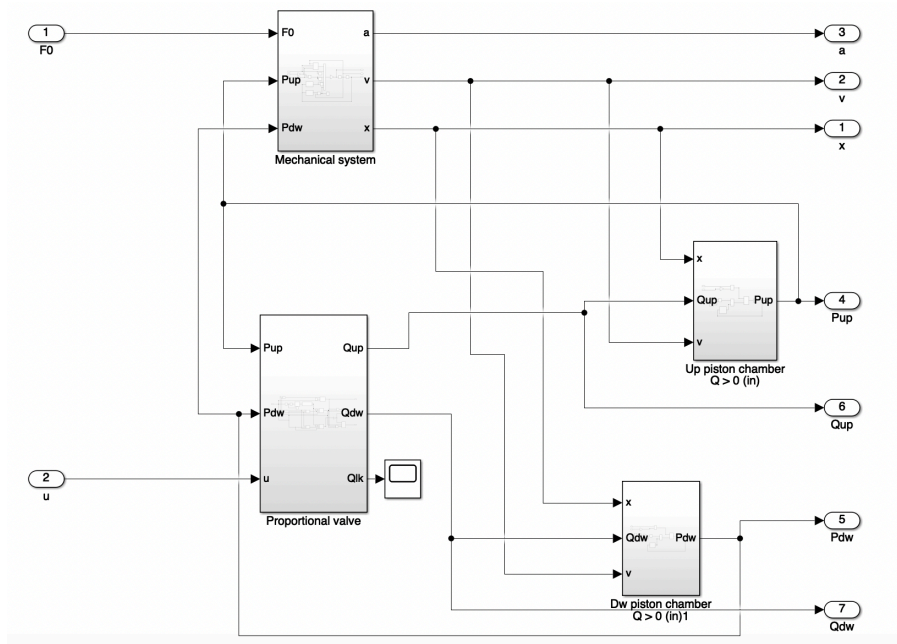 1
F0
F0
Pup
Pdw
a
v
x
Mechanical system
3
a
2
v
1
x
x
Qup
v
Pup
Up piston chamber
Q > 0 (in)
4
Pup
6
Qup
Pup
Pdw
u
Qup
Qdw
Qlk
Proportional valve
2
u
x
Qdw
v
Pdw
Dw piston chamber
Q > 0 (in)1
5
Pdw
7
Qdw